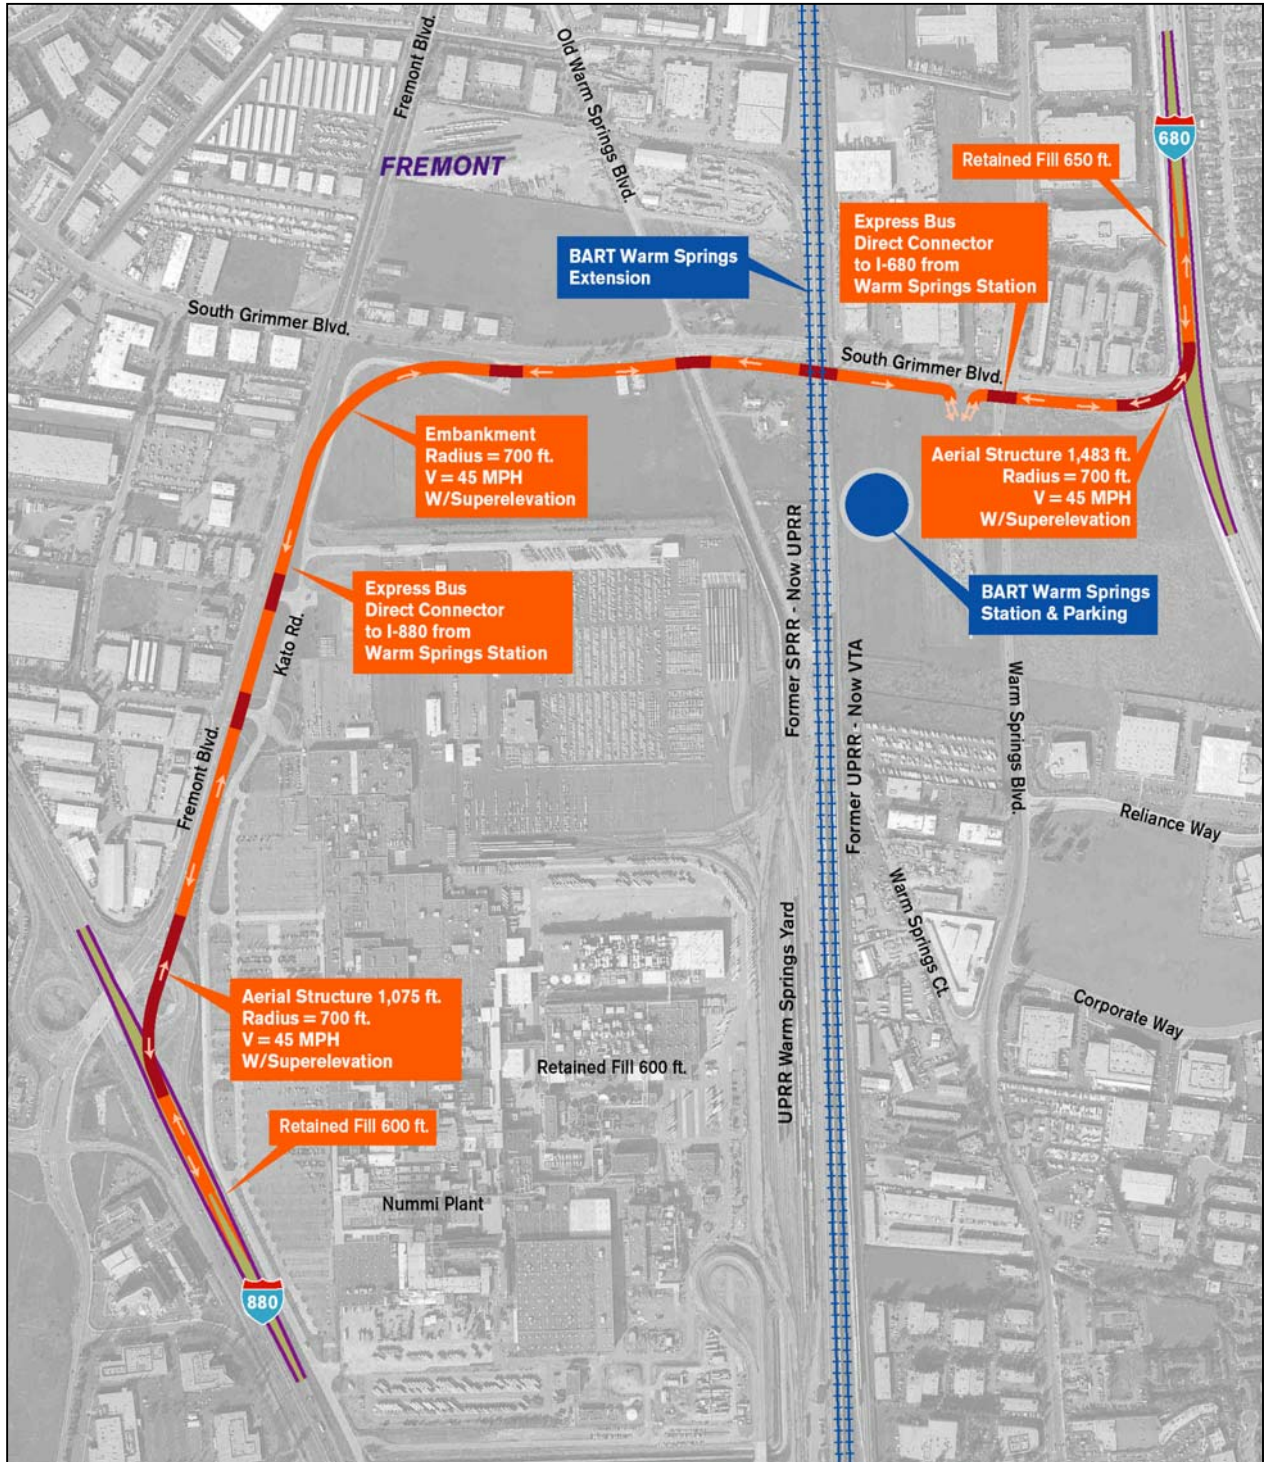 Fremont Blvd.
Old Warm Springs Blvd.
680
FREMONT
Retained Fill 650 ft.
Express Bus
Direct Connector
to I-680 from
Warm Springs Station
BART Warm Springs
Extension
South Grimmer Blvd.
South Grimmer Blvd.
Embankment
Radius = 700 ft.
V = 45 MPH
W/Superelevation
Aerial Structure 1,483 ft.
Radius = 700 ft.
V = 45 MPH
W/Superelevation
Former SPRR - Now UPRR
Express Bus
Direct Connector
to I-880 from
Warm Springs Station
BART Warm Springs
Station & Parking
Kato Rd.
Former UPRR - Now VTA
Warm Springs Blvd.
Fremont Blvd.
Reliance Way
Warm Springs Ct.
UPRR Warm Springs Yard
Corporate Way
Aerial Structure 1,075 ft.
Radius = 700 ft.
V = 45 MPH
W/Superelevation
Retained Fill 600 ft.
Retained Fill 600 ft.
Nummi Plant
880